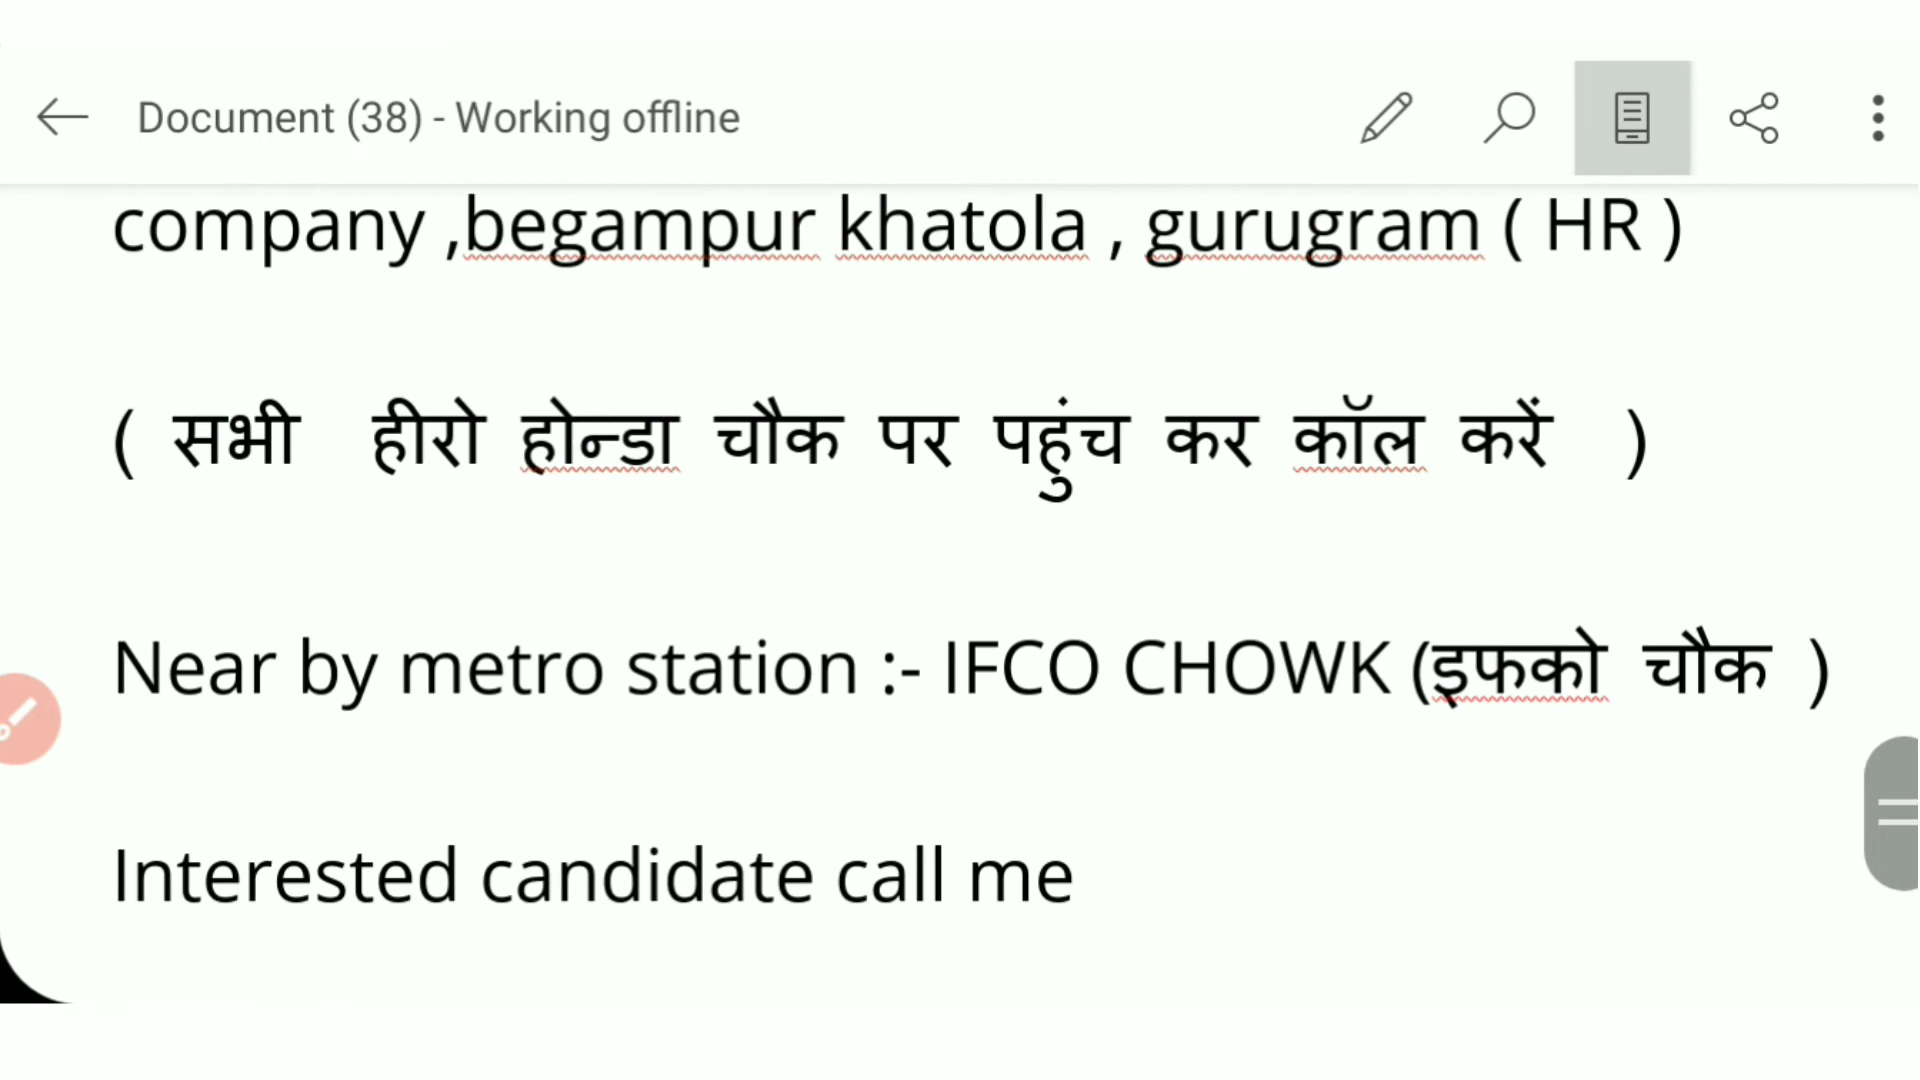 Document (38) - Working offline
company ,begampur khatola , gurugram ( HR )
( सभी हीरो होन्डा चौक पर पहुंच कर कॉल करें )
Near by metro station :- IFCO CHOWK (इफको चौक )
Interested candidate call me